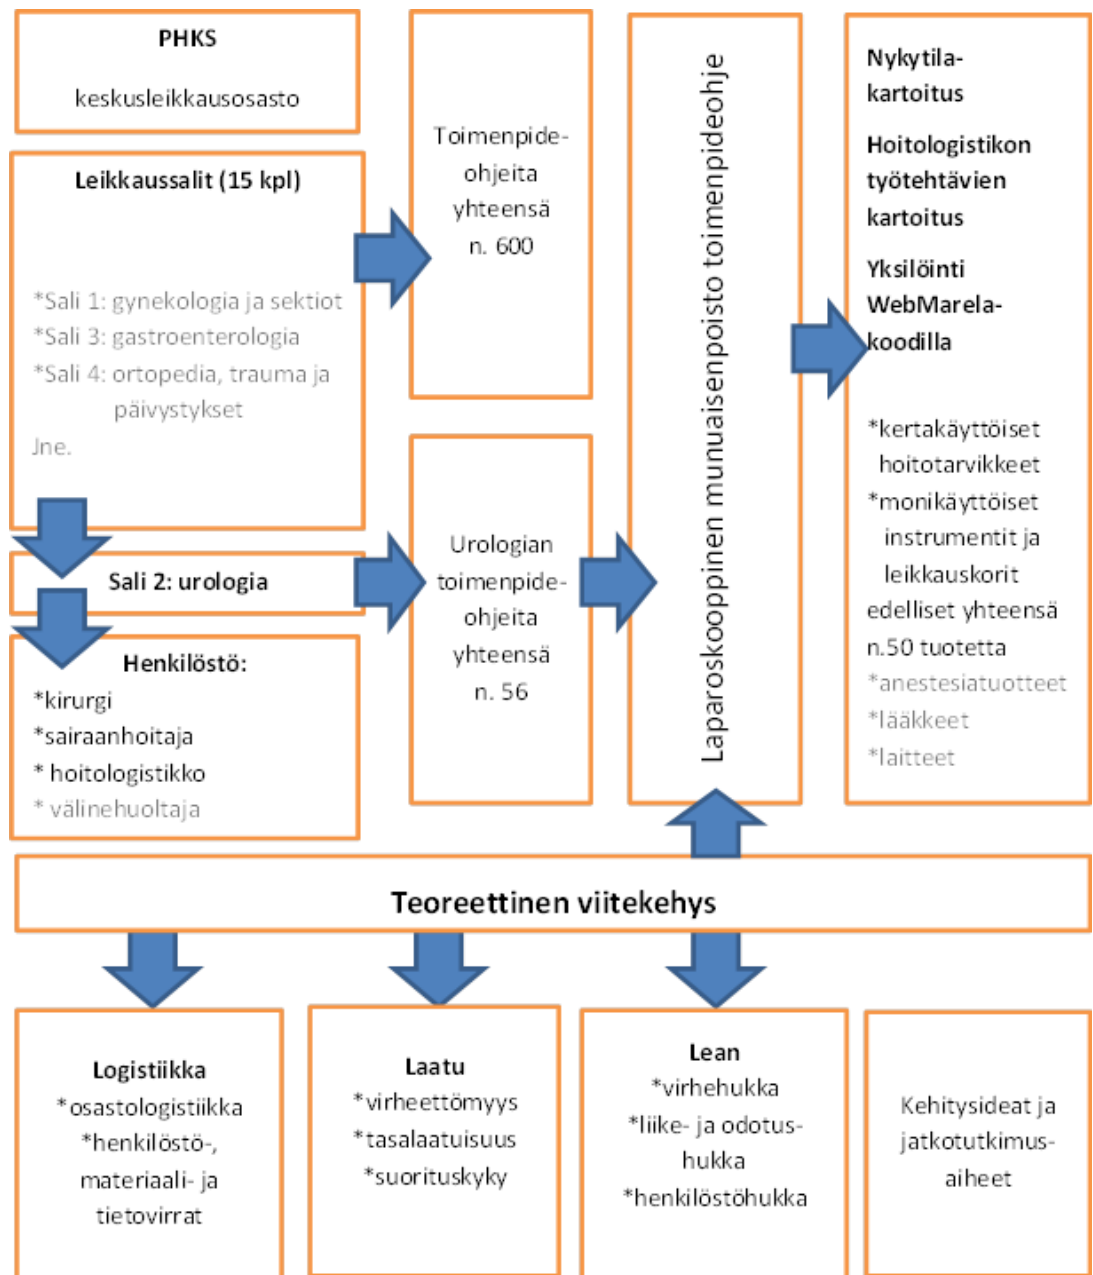 PHKS
keskusleikkausosasto
Leikkaussalit (15 kpl)
*Sali 1: gynekologia ja sektiot
*Sali 3: gastroenterologia
*Sali 4: ortopedia, trauma ja
päivystykset
Jne.
Sali 2: urologia
Henkilöstö:
*kirurgi
*sairaanhoitaja
* hoitologistikko
* välinehuoltaja
Toimenpide-
ohjeita
yhteensä
n. 600
Urologian
toimenpide-
ohjeita
yhteensä
n. 56
Laparoskooppinen munuaisenpoisto toimenpideohje
Nykytila-
kartoitus
Hoitologistikon
työtehtävien
kartoitus
Yksilöinti
WebMarela-
koodilla
*kertakäyttöiset
hoitotarvikkeet
*monikäyttöiset
instrumentit ja
leikkauskorit
edelliset yhteensä
n.50 tuotetta
*anestesiatuotteet
*lääkkeet
*laitteet
Teoreettinen viitekehys
Logistiikka
*osastologistiikka
*henkilöstö-,
materiaali- ja
tietovirrat
Laatu
*virheettömyys
*tasalaatuisuus
*suorituskyky
Lean
*virhehukka
*liike- ja odotus-
hukka
*henkilöstöhukka
Kehitysideat ja
jatkotutkimus-
aiheet